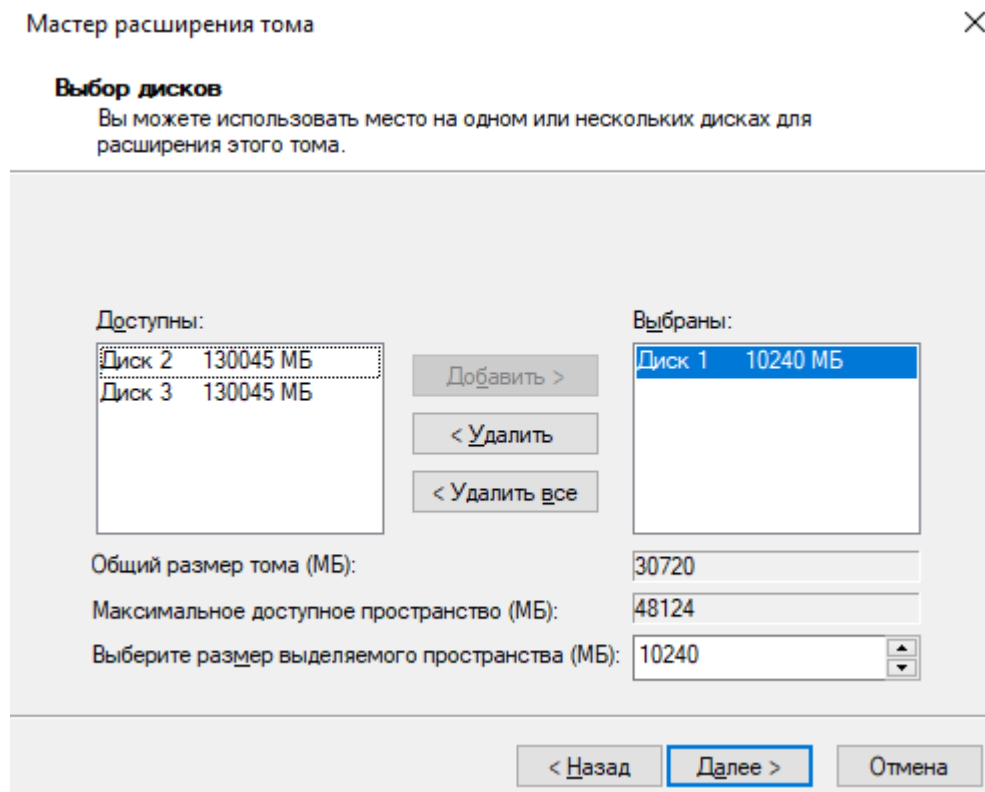 Мастер расширения тома
Выбор дисков
Вы можете использовать место на одном или нескольких дисках для
расширения этого тома.
Доступны:
Выбраны:
Диск 2 130045 МБ
Диск 3 130045 МБ
Добавить >
< Удалить
< Удалить все
Диск 1 10240 МБ
Общий размер тома (МБ): 30720
Максимальное доступное пространство (МБ): 48124
Выберите размер выделяемого пространства (МБ): 10240
< Назад
Далее >
Отмена